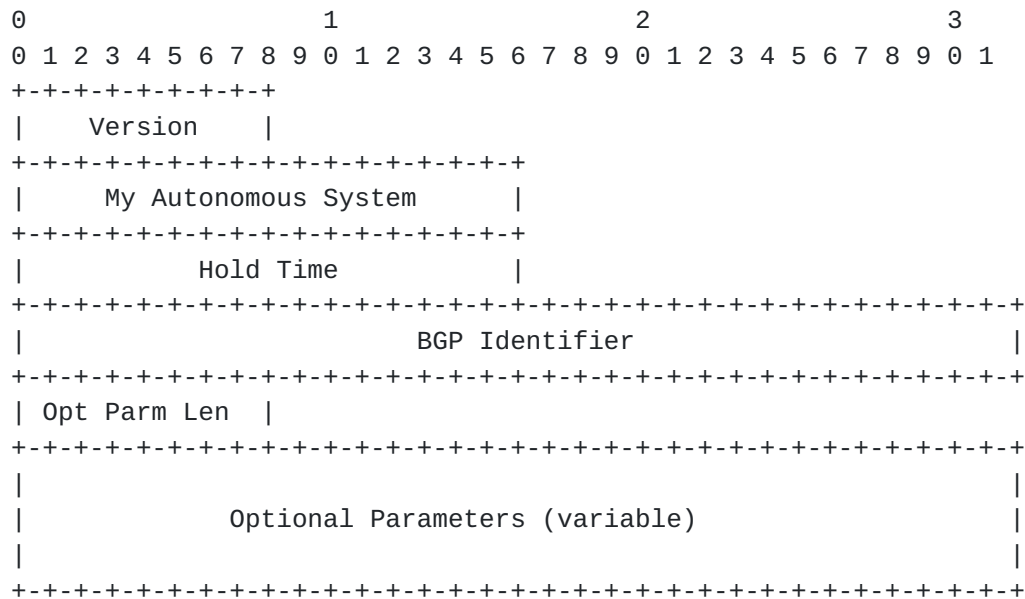 0                   1                   2                   3
0 1 2 3 4 5 6 7 8 9 0 1 2 3 4 5 6 7 8 9 0 1 2 3 4 5 6 7 8 9 0 1
+-+-+-+-+-+-+-+-+
|    Version    |
+-+-+-+-+-+-+-+-+-+-+-+-+-+-+-+-+
|     My Autonomous System      |
+-+-+-+-+-+-+-+-+-+-+-+-+-+-+-+-+
|           Hold Time           |
+-+-+-+-+-+-+-+-+-+-+-+-+-+-+-+-+-+-+-+-+-+-+-+-+-+-+-+-+-+-+-+-+
|                         BGP Identifier                        |
+-+-+-+-+-+-+-+-+-+-+-+-+-+-+-+-+-+-+-+-+-+-+-+-+-+-+-+-+-+-+-+-+
| Opt Parm Len  |
+-+-+-+-+-+-+-+-+-+-+-+-+-+-+-+-+-+-+-+-+-+-+-+-+-+-+-+-+-+-+-+-+
|                                                               |
|             Optional Parameters (variable)                    |
|                                                               |
+-+-+-+-+-+-+-+-+-+-+-+-+-+-+-+-+-+-+-+-+-+-+-+-+-+-+-+-+-+-+-+-+